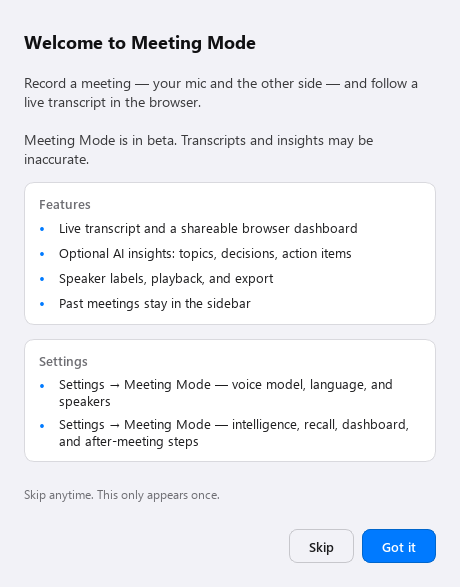 Welcome to Meeting Mode
Record a meeting — your mic and the other side — and follow a
live transcript in the browser.
Meeting Mode is in beta. Transcripts and insights may be
inaccurate.
Features
• Live transcript and a shareable browser dashboard
• Optional AI insights: topics, decisions, action items
• Speaker labels, playback, and export
• Past meetings stay in the sidebar
Settings
• Settings → Meeting Mode — voice model, language, and
speakers
• Settings → Meeting Mode — intelligence, recall, dashboard,
and after-meeting steps
Skip anytime. This only appears once.
Skip
Got it